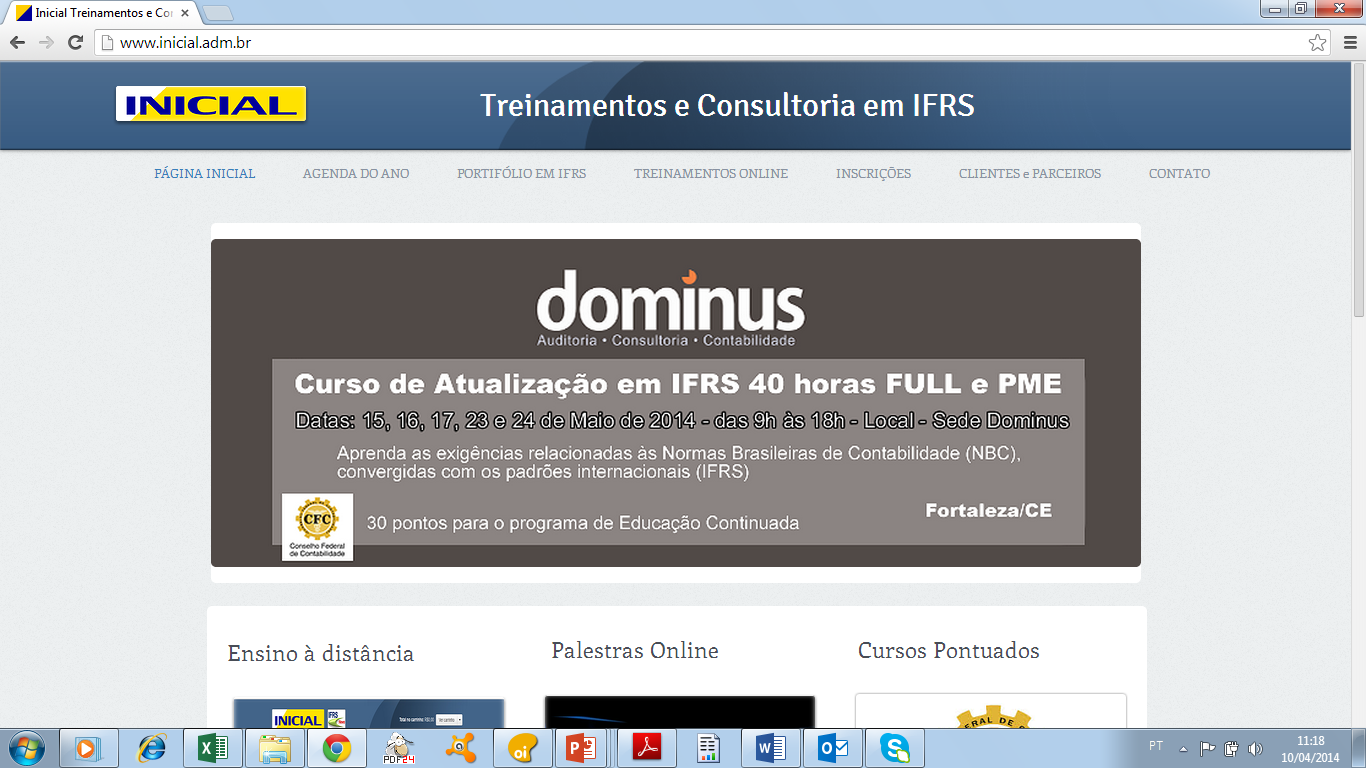 Inicial Treinamentos e Co
www.inicial.adm.br
INICIAL
Treinamentos e Consultoria em IFRS
PÁGINA INICIAL
AGENDA DO ANO
PORTIFÓLIO EM IFRS
TREINAMENTOS ONLINE
INSCRIÇÕES
CLIENTES e PARCEIROS
CONTATO
dominus
Auditoria • Consultoria • Contabilidade
Curso de Atualização em IFRS 40 horas FULL e PME
Datas: 15, 16, 17, 23 e 24 de Maio de 2014 - das 9h às 18h - Local - Sede Dominus
Aprenda as exigências relacionadas às Normas Brasileiras de Contabilidade (NBC),
convergidas com os padrões internacionais (IFRS)
Fortaleza/CE
CFC
Conselho Federal
de Contabilidade
30 pontos para o programa de Educação Continuada
Ensino à distância
Palestras Online
Cursos Pontuados
INICIAL
IFRS
RAL DE
PDF24
oi
PT
11:18
10/04/2014